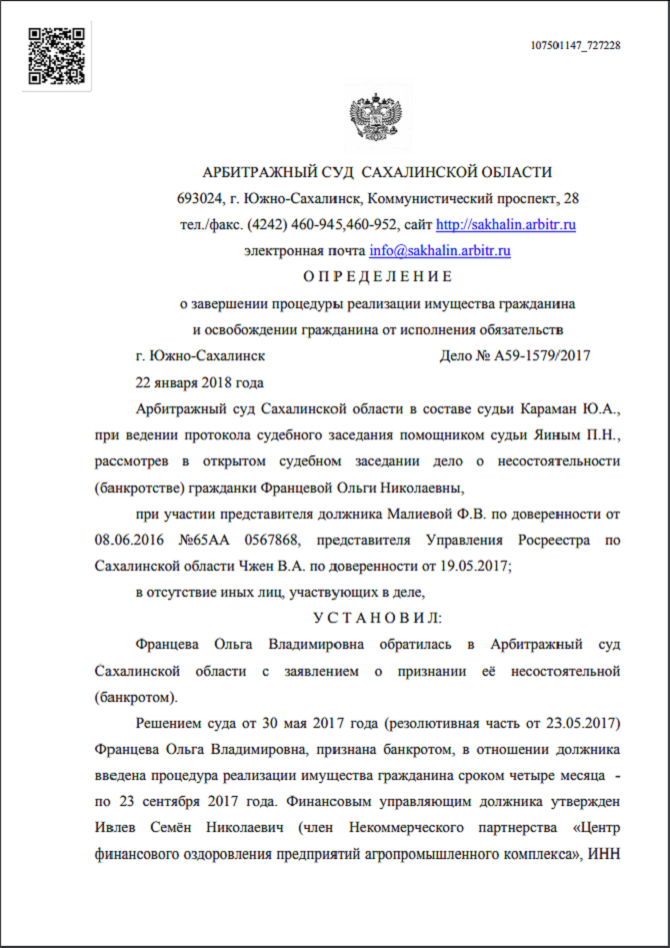 107501147_727228
АРБИТРАЖНЫЙ СУД САХАЛИНСКОЙ ОБЛАСТИ
693024, г. Южно-Сахалинск, Коммунистический проспект, 28
тел./факс. (4242) 460-945,460-952, сайт http://sakhalin.arbitr.ru
электронная почта info@sakhalin.arbitr.ru
О П Р Е Д Е Л Е Н И Е
о завершении процедуры реализации имущества гражданина
и освобождении гражданина от исполнения обязательств
г. Южно-Сахалинск Дело № А59-1579/2017
22 января 2018 года
Арбитражный суд Сахалинской области в составе судьи Караман Ю.А.,
при ведении протокола судебного заседания помощником судьи Яиным П.Н.,
рассмотрев в открытом судебном заседании дело о несостоятельности
(банкротстве) гражданки Францевой Ольги Николаевны,
при участии представителя должника Малиевой Ф.В. по доверенности от
08.06.2016 №65АА 0567868, представителя Управления Росреестра по
Сахалинской области Чжен В.А. по доверенности от 19.05.2017;
в отсутствие иных лиц, участвующих в деле,
У С Т А Н О В И Л:
Францева Ольга Владимировна обратилась в Арбитражный суд
Сахалинской области с заявлением о признании её несостоятельной
(банкротом).
Решением суда от 30 мая 2017 года (резолютивная часть от 23.05.2017)
Францева Ольга Владимировна, признана банкротом, в отношении должника
введена процедура реализации имущества гражданина сроком четыре месяца -
по 23 сентября 2017 года. Финансовым управляющим должника утвержден
Ивлев Семён Николаевич (член Некоммерческого партнерства «Центр
финансового оздоровления предприятий агропромышленного комплекса», ИНН